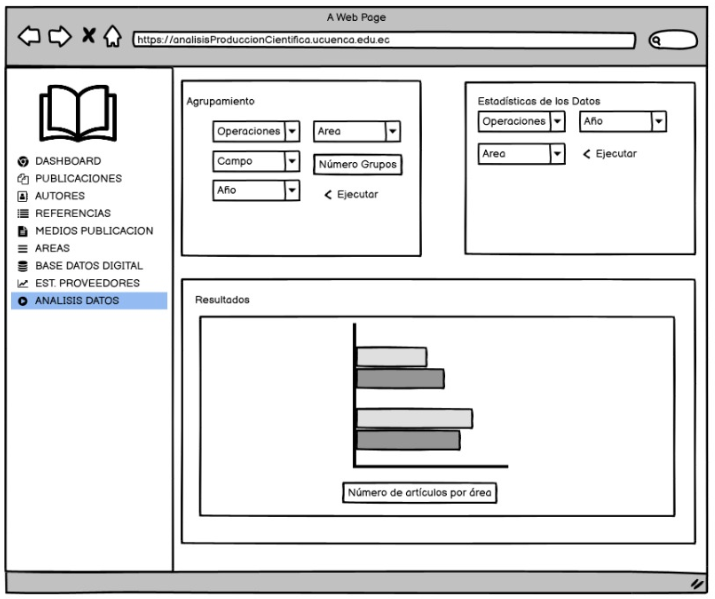 A Web Page
https://analisisProduccionCientifica.ucuenca.edu.ec
DASHBOARD
PUBLICACIONES
AUTORES
REFERENCIAS
MEDIOS PUBLICACION
AREAS
BASE DATOS DIGITAL
EST. PROVEEDORES
ANALISIS DATOS
Agrupamiento
Operaciones Area
Campo Número Grupos
Año < Ejecutar
Estadísticas de los Datos
Operaciones Año
Area < Ejecutar
Resultados
Número de artículos por área